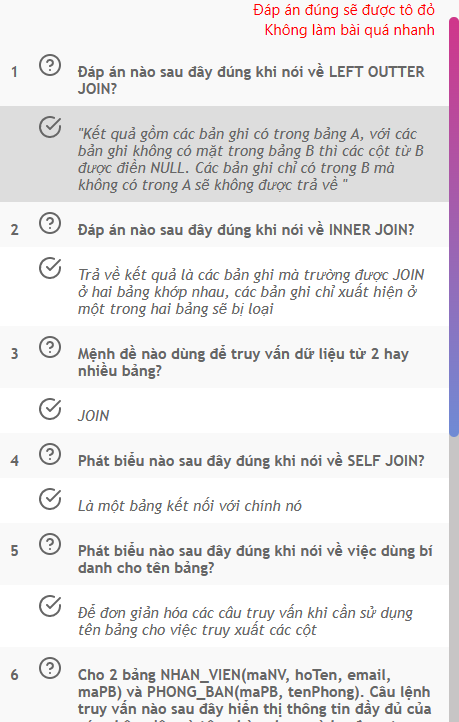 Đáp án đúng sẽ được tô đỏ
Không làm bài quá nhanh
1 Đáp án nào sau đây đúng khi nói về LEFT OUTTER
JOIN?
"Kết quả gồm các bản ghi có trong bảng A, với các
bản ghi không có mặt trong bảng B thì các cột từ B
được điền NULL. Các bản ghi chỉ có trong B mà
không có trong A sẽ không được trả về "
2 Đáp án nào sau đây đúng khi nói về INNER JOIN?
Trả về kết quả là các bản ghi mà trường được JOIN
ở hai bảng khớp nhau, các bản ghi chỉ xuất hiện ở
một trong hai bảng sẽ bị loại
3 Mệnh đề nào dùng để truy vấn dữ liệu từ 2 hay
nhiều bảng?
JOIN
4 Phát biểu nào sau đây đúng khi nói về SELF JOIN?
Là một bảng kết nối với chính nó
5 Phát biểu nào sau đây đúng khi nói về việc dùng bí
danh cho tên bảng?
Để đơn giản hóa các câu truy vấn khi cần sử dụng
tên bảng cho việc truy xuất các cột
6 Cho 2 bảng NHAN_VIEN(maNV, hoTen, email,
maPB) và PHONG_BAN(maPB, tenPhong). Câu lệnh
truy vấn nào sau đây hiển thị thông tin đầy đủ của